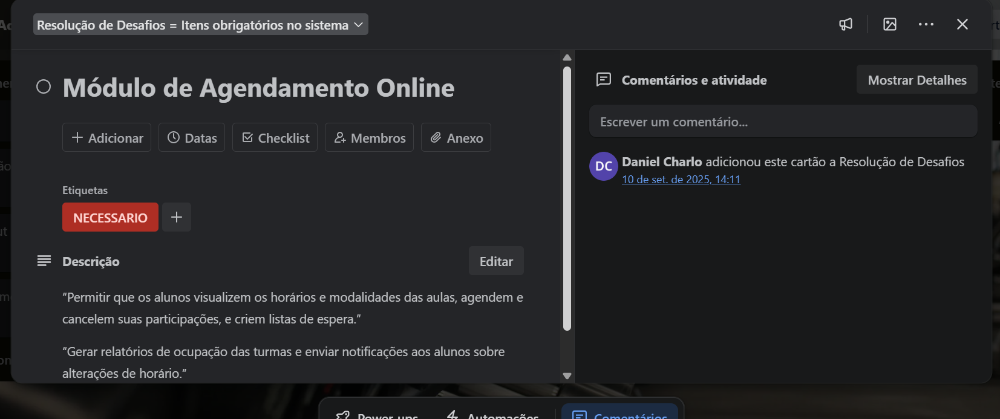 Resolução de Desafios = Itens obrigatórios no sistema
Módulo de Agendamento Online
Adicionar
Datas
Checklist
Membros
Anexo
Etiquetas
NECESSARIO
Descrição
Editar
“Permitir que os alunos visualizem os horários e modalidades das aulas, agendem e
cancelem suas participações, e criem listas de espera.”
“Gerar relatórios de ocupação das turmas e enviar notificações aos alunos sobre
alterações de horário.”
Comentários e atividade
Mostrar Detalhes
Escrever um comentário...
DC
Daniel Charlo adicionou este cartão a Resolução de Desafios
10 de set. de 2025, 14:11
Power-ups
Automações
Comentários